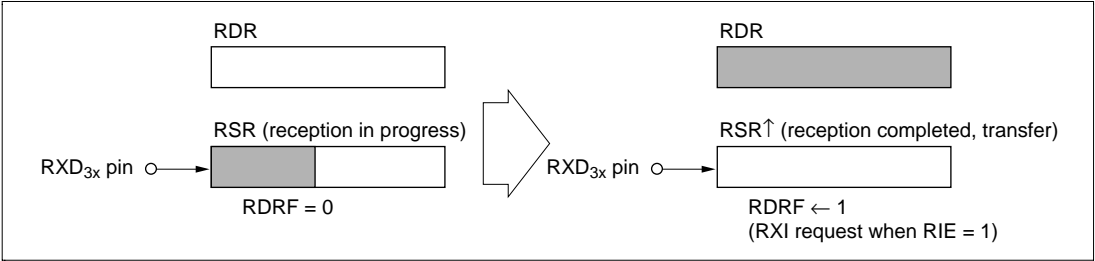 RDR
RSR (reception in progress)
RXD3x pin
RDRF = 0
RDR
RSR↑ (reception completed, transfer)
RXD3x pin
RDRF ← 1
(RXI request when RIE = 1)